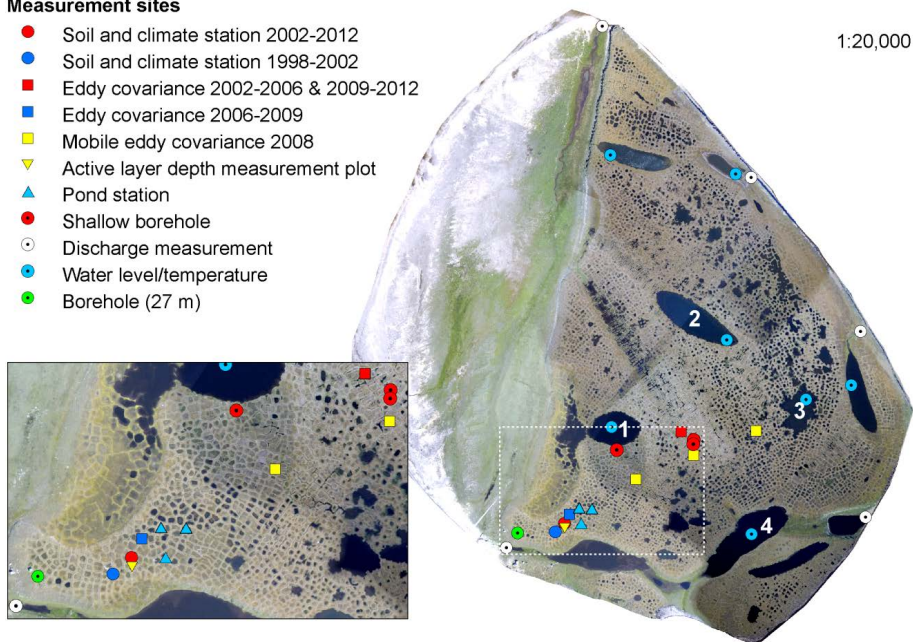 Measurement sites
Soil and climate station 2002-2012
Soil and climate station 1998-2002
Eddy covariance 2002-2006 & 2009-2012
Eddy covariance 2006-2009
Mobile eddy covariance 2008
Active layer depth measurement plot
Pond station
Shallow borehole
Discharge measurement
Water level/temperature
Borehole (27 m)
1:20,000
2
3
1
4